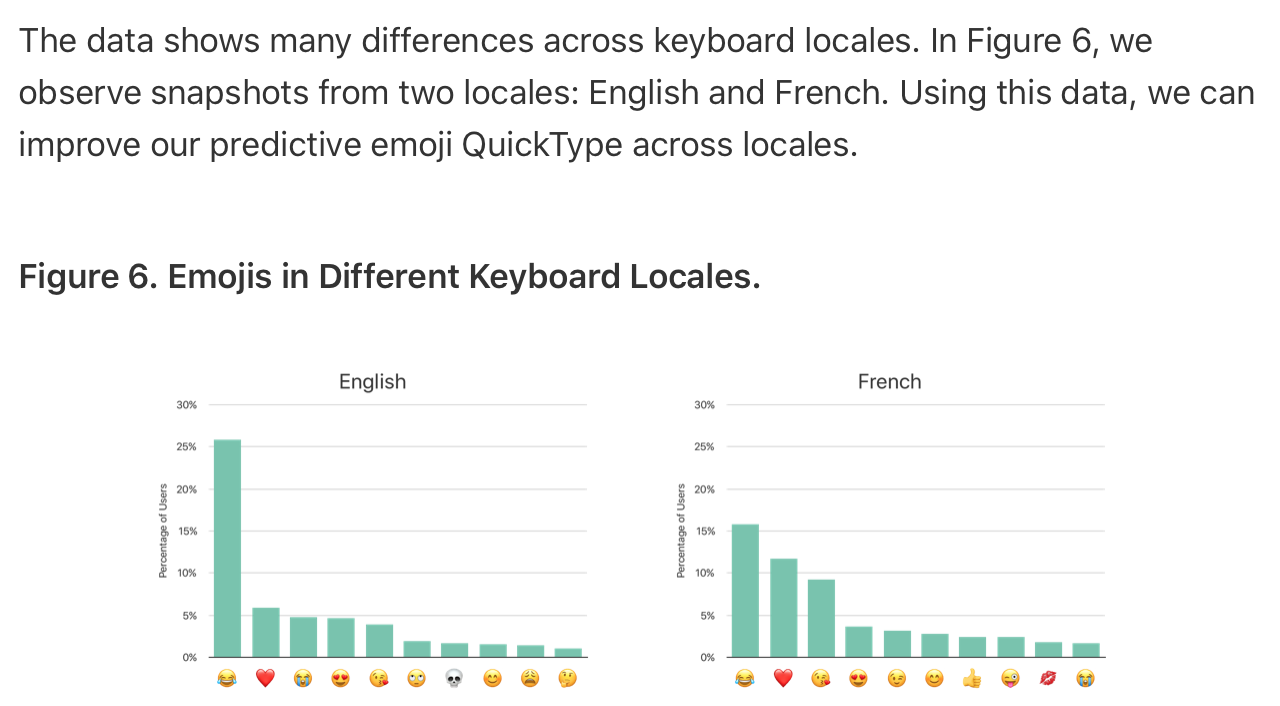 The data shows many differences across keyboard locales. In Figure 6, we
observe snapshots from two locales: English and French. Using this data, we can
improve our predictive emoji QuickType across locales.
Figure 6. Emojis in Different Keyboard Locales.
English
30%
25%
20%
15%
10%
5%
0%
Percentage of Users
😂 ❤️ 😭 😍 😘 🙄 💀 😊 😩 🤔
French
30%
25%
20%
15%
10%
5%
0%
Percentage of Users
😂 ❤️ 😘 😍 😉 😊 👍 😜 💋 😭